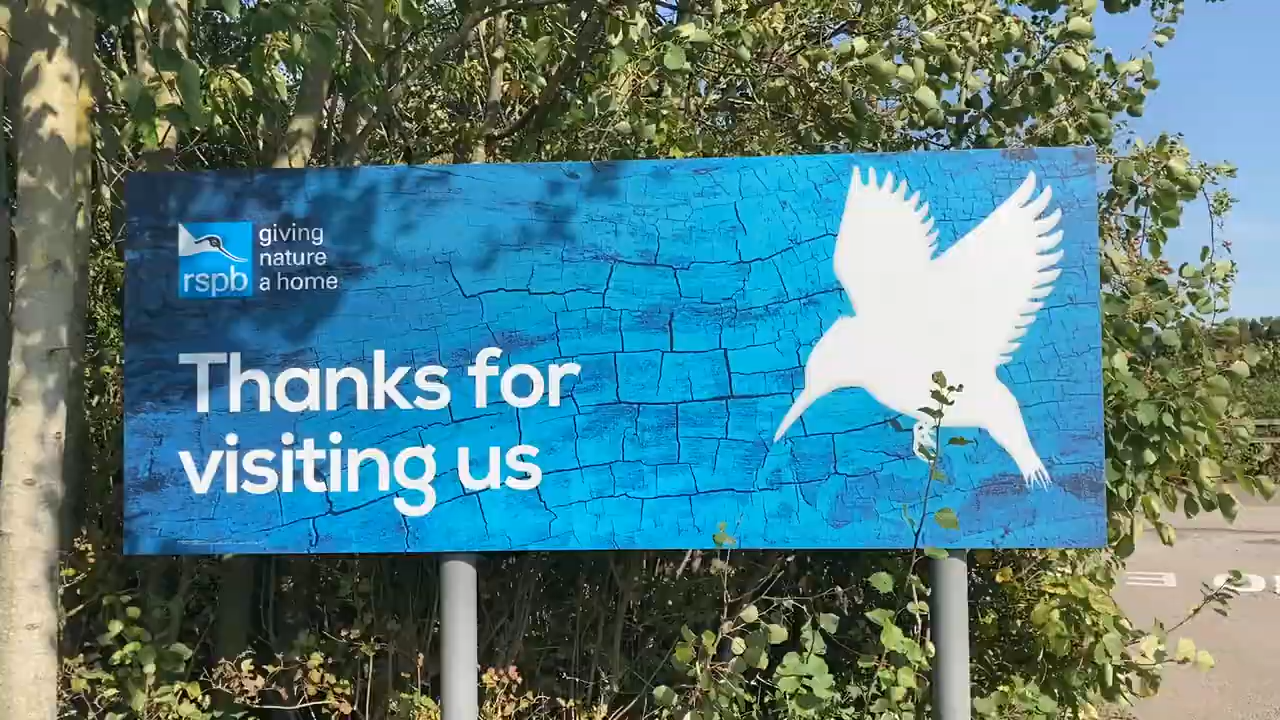 giving
nature
rspb a home
Thanks for
visiting us